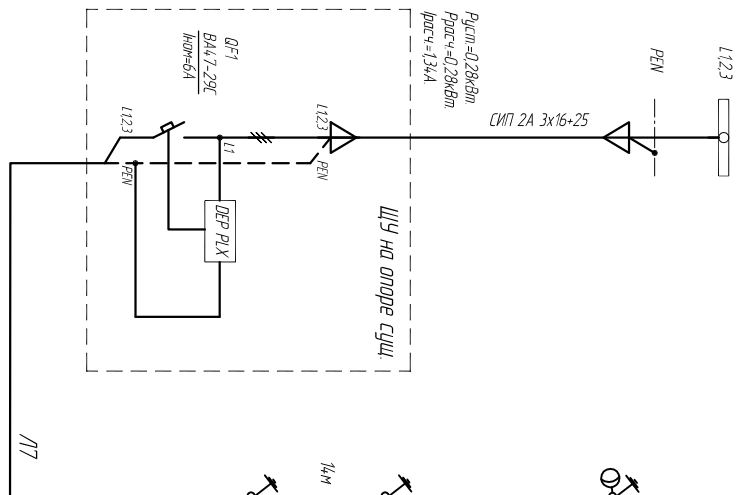 L1,2,3
PEN
СИП 2А 3х16+25
Руст.=0,28кВт.
Ррасч.=0,28кВт.
Iрасч.=1,34А.
L1,2,3
PEN
ЩУ на опоре сущ.
QF1
ВА47-29С
Iном=6А
L1
DEP PLX
L1,2,3
PEN
Л7
14м